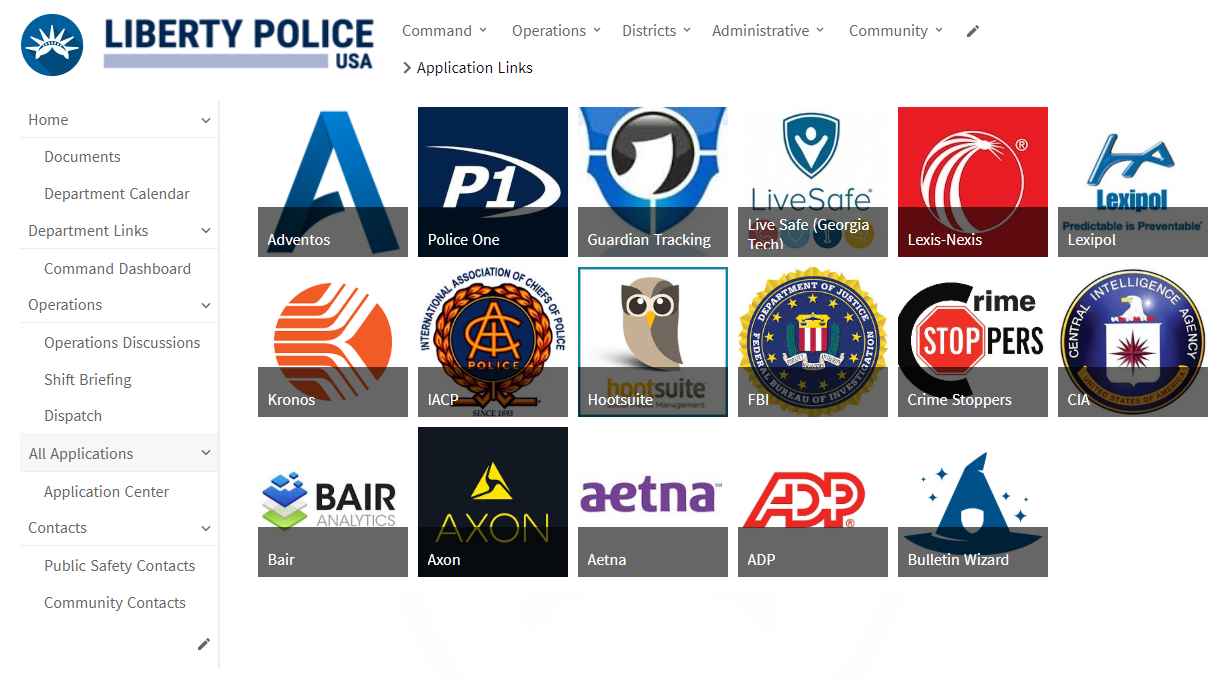 LIBERTY POLICE
USA
Command
Operations
Districts
Administrative
Community
Application Links
Home
Documents
Department Calendar
Department Links
Command Dashboard
Operations
Operations Discussions
Shift Briefing
Dispatch
All Applications
Application Center
Contacts
Public Safety Contacts
Community Contacts
Adventos
P1
Police One
Guardian Tracking
LiveSafe®
Live Safe (Georgia
Tech)
®
Lexis-Nexis
Lexipol
Predictable is Preventable®
Lexipol
Kronos
INTERNATIONAL ASSOCIATION OF CHIEFS OF POLICE
POLICE
SINCE 1893
IACP
hootsuite
Social Media Management
Hootsuite
DEPARTMENT OF JUSTICE
FEDERAL BUREAU OF INVESTIGATION
FBI
Crime
STOPPERS
Crime Stoppers
CENTRAL INTELLIGENCE AGENCY
UNITED STATES OF AMERICA
CIA
BAIR
ANALYTICS
Bair
AXON
Axon
aetna℠
Aetna
ADP®
ADP
Bulletin Wizard